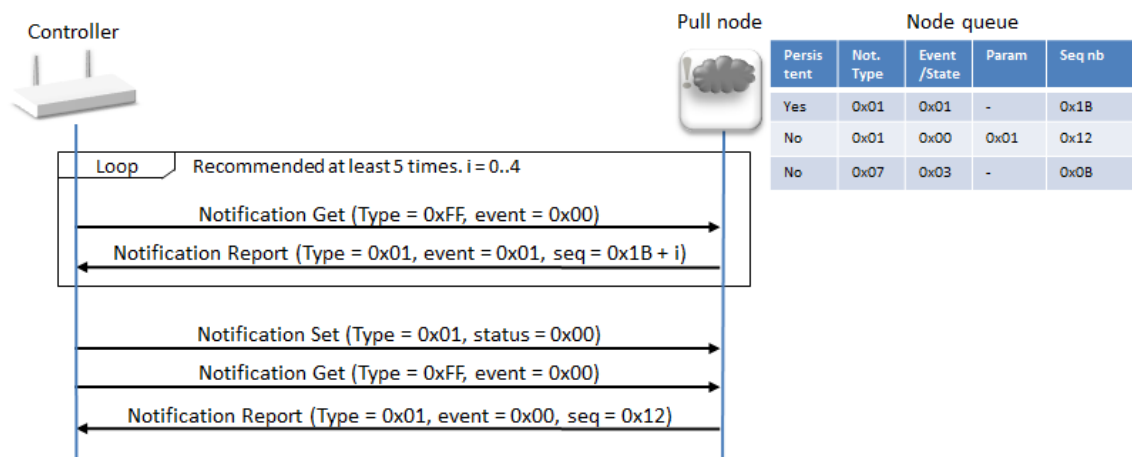 Controller
Pull node
Node queue
Persis tent Not. Type Event /State Param Seq nb
Yes 0x01 0x01 - 0x1B
No 0x01 0x00 0x01 0x12
No 0x07 0x03 - 0x0B
Loop Recommended at least 5 times. i = 0..4
Notification Get (Type = 0xFF, event = 0x00)
Notification Report (Type = 0x01, event = 0x01, seq = 0x1B + i)
Notification Set (Type = 0x01, status = 0x00)
Notification Get (Type = 0xFF, event = 0x00)
Notification Report (Type = 0x01, event = 0x00, seq = 0x12)